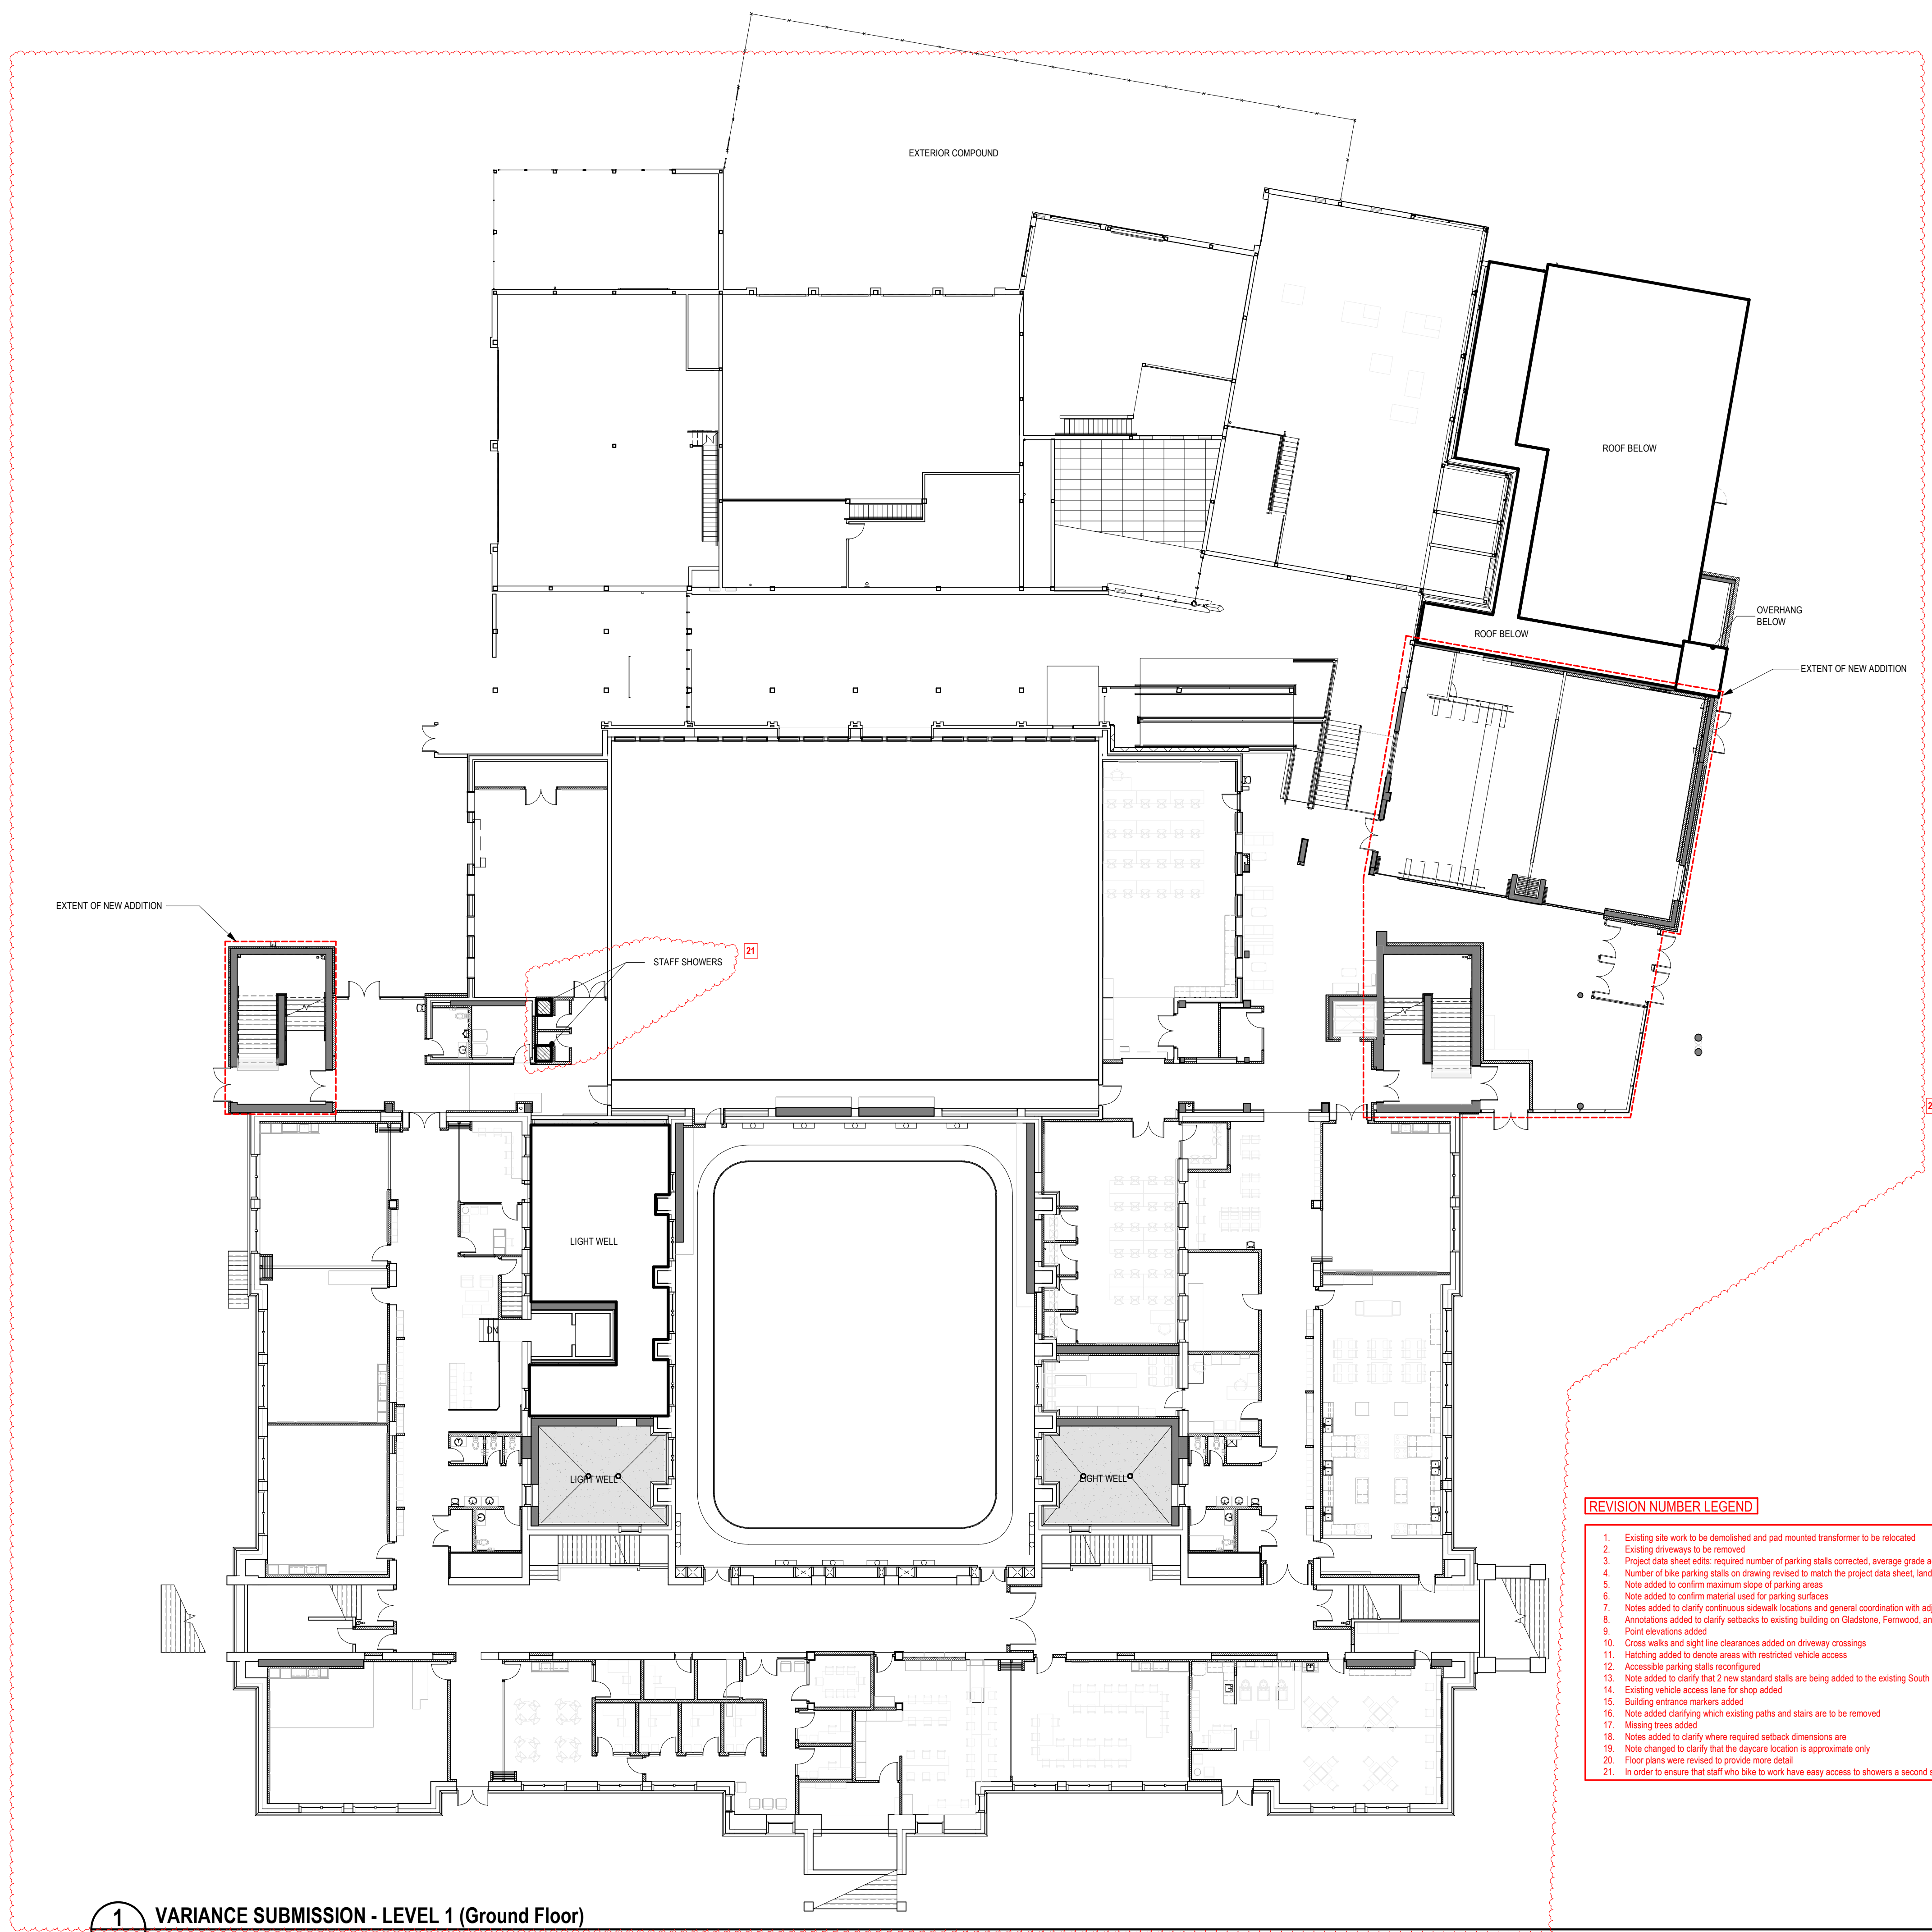 EXTERIOR COMPOUND
ROOF BELOW
OVERHANG
BELOW
ROOF BELOW
EXTENT OF NEW ADDITION
EXTENT OF NEW ADDITION
21
STAFF SHOWERS
2
LIGHT WELL
DN
LIGHT WELL
LIGHT WELL
REVISION NUMBER LEGEND
1. Existing site work to be demolished and pad mounted transformer to be relocated
2. Existing driveways to be removed
3. Project data sheet edits: required number of parking stalls corrected, average grade a
4. Number of bike parking stalls on drawing revised to match the project data sheet, land
5. Note added to confirm maximum slope of parking areas
6. Note added to confirm material used for parking surfaces
7. Notes added to clarify continuous sidewalk locations and general coordination with adj
8. Annotations added to clarify setbacks to existing building on Gladstone, Fernwood, an
9. Point elevations added
10. Cross walks and sight line clearances added on driveway crossings
11. Hatching added to denote areas with restricted vehicle access
12. Accessible parking stalls reconfigured
13. Note added to clarify that 2 new standard stalls are being added to the existing South
14. Existing vehicle access lane for shop added
15. Building entrance markers added
16. Note added clarifying which existing paths and stairs are to be removed
17. Missing trees added
18. Notes added to clarify where required setback dimensions are
19. Note changed to clarify that the daycare location is approximate only
20. Floor plans were revised to provide more detail
21. In order to ensure that staff who bike to work have easy access to showers a second s
1 VARIANCE SUBMISSION - LEVEL 1 (Ground Floor)